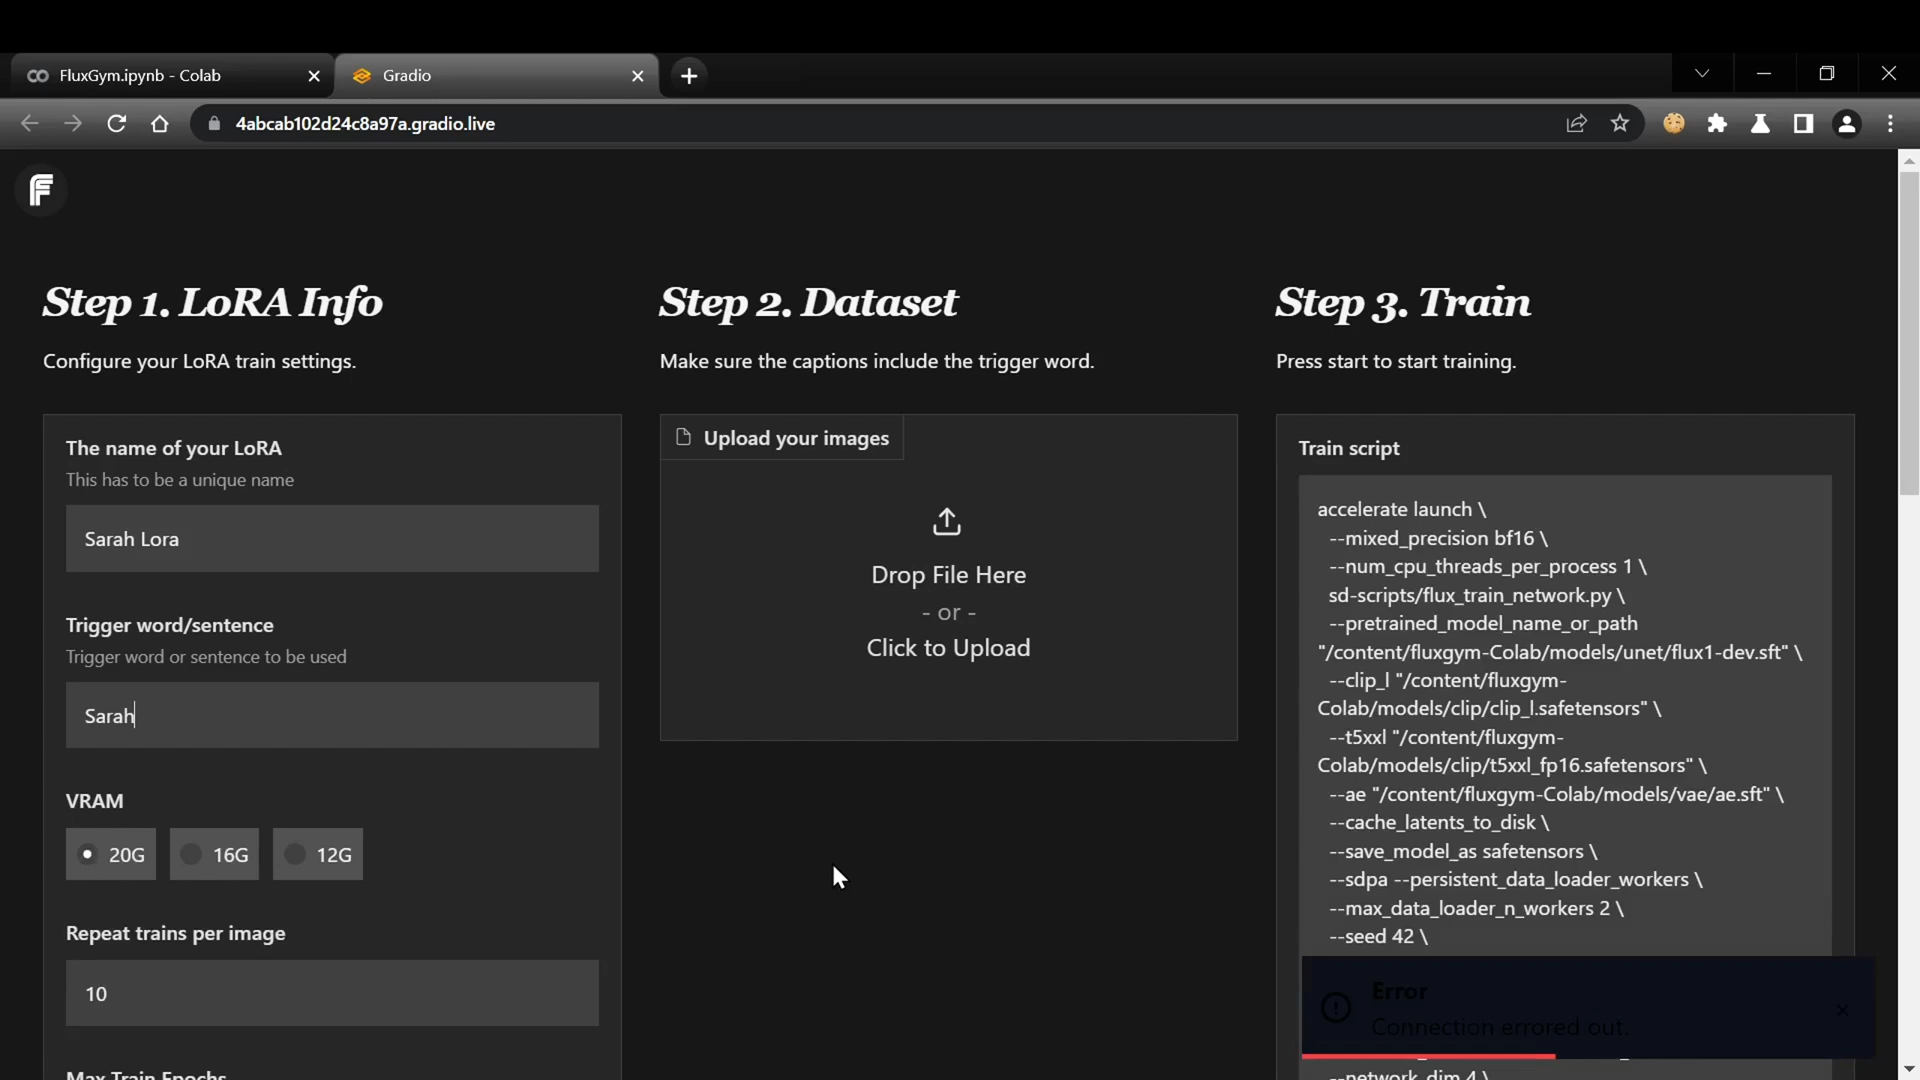 FluxGym.ipynb - Colab
Gradio
4abcab102d24c8a97a.gradio.live
F
Step 1. LoRA Info
Configure your LoRA train settings.
The name of your LoRA
This has to be a unique name
Sarah Lora
Trigger word/sentence
Trigger word or sentence to be used
Sarah
VRAM
20G
16G
12G
Repeat trains per image
10
Max Train Epochs
Step 2. Dataset
Make sure the captions include the trigger word.
Upload your images
Drop File Here
- or -
Click to Upload
Step 3. Train
Press start to start training.
Train script
accelerate launch \
--mixed_precision bf16 \
--num_cpu_threads_per_process 1 \
sd-scripts/flux_train_network.py \
--pretrained_model_name_or_path
"/content/fluxgym-Colab/models/unet/flux1-dev.sft" \
--clip_l "/content/fluxgym-
Colab/models/clip/clip_l.safetensors" \
--t5xxl "/content/fluxgym-
Colab/models/clip/t5xxl_fp16.safetensors" \
--ae "/content/fluxgym-Colab/models/vae/ae.sft" \
--cache_latents_to_disk \
--save_model_as safetensors \
--sdpa --persistent_data_loader_workers \
--max_data_loader_n_workers 2 \
--seed 42 \
Error
Connection errored out.
--network_dim 4 \